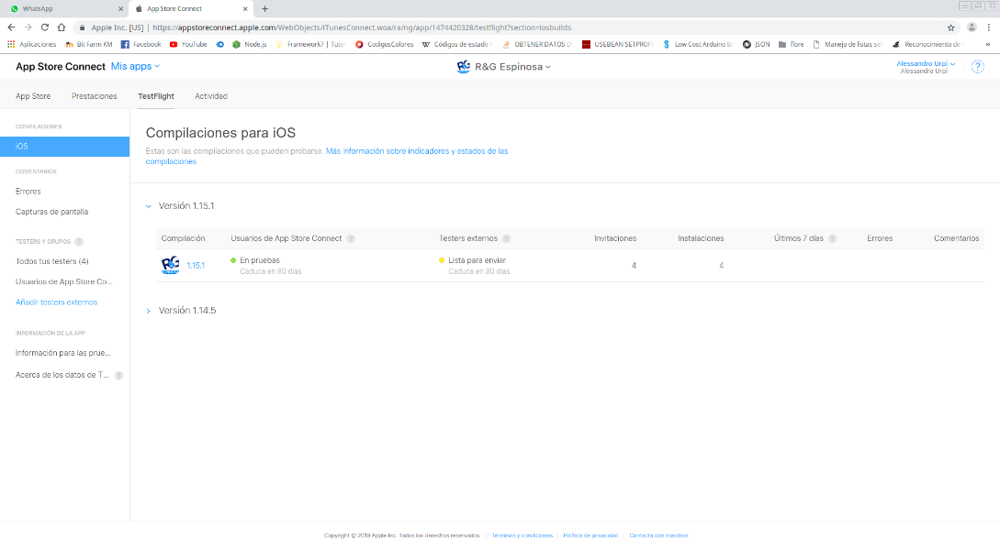 WhatsApp
App Store Connect
Apple Inc. [US] | https://appstoreconnect.apple.com/WebObjects/iTunesConnect.woa/ra/ng/app/1474420328/testflight?section=iosbuilds
Aplicaciones Bit Farm KM Facebook YouTube Node.js Framework7 | Tutor CodigosColores Códigos de estado OBTENER DATOS D USEBEAN SETPROPI Low Cost Arduino B JSON flore Manejo de listas sel Reconocimiento de »
App Store Connect Mis apps
R&G Espinosa
Alessandro Urpi
Alessandro Urpi
?
App Store Prestaciones TestFlight Actividad
COMPILACIONES
iOS
COMENTARIOS
Errores
Capturas de pantalla
TESTERS Y GRUPOS ?
Todos tus testers (4)
Usuarios de App Store Co...
Añadir testers externos
INFORMACIÓN DE LA APP
Información para las prue...
Acerca de los datos de T... ?
Compilaciones para iOS
Estas son las compilaciones que pueden probarse. Más información sobre indicadores y estados de las
compilaciones
Versión 1.15.1
Compilación Usuarios de App Store Connect ? Testers externos ? Invitaciones Instalaciones Últimos 7 días ? Errores Comentarios
R&G 1.15.1 En pruebas Lista para enviar 4 4
Caduca en 80 días Caduca en 80 días
Versión 1.14.5
Copyright © 2019 Apple Inc. Todos los derechos reservados. | Términos y condiciones | Política de privacidad | Contacta con nosotros